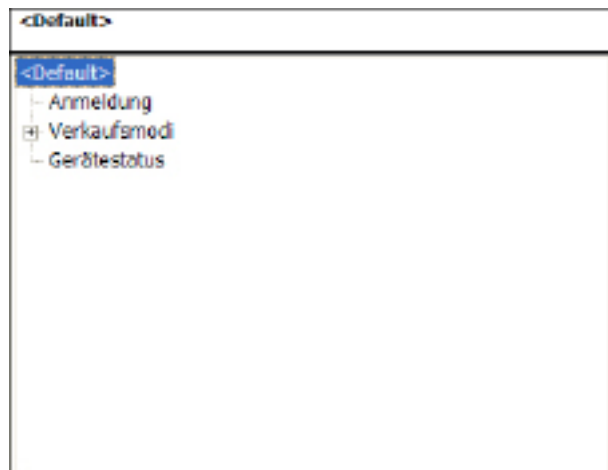 <Default>
<Default>
Anmeldung
Verkaufsmodi
Gerätestatus